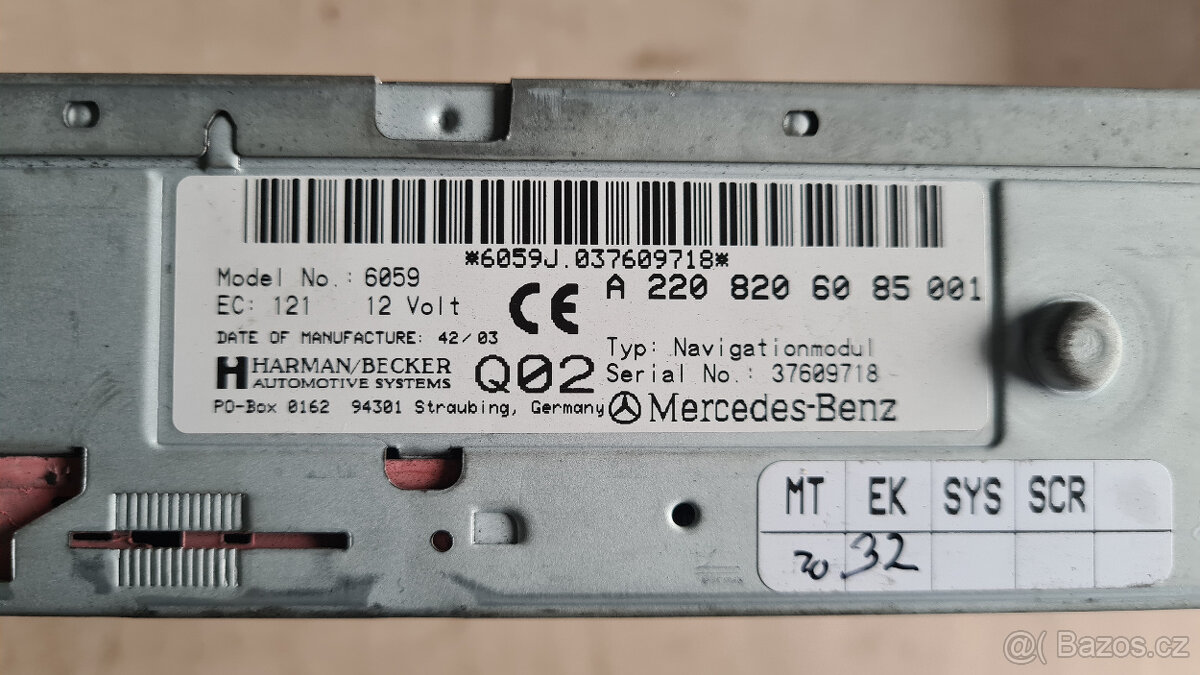 *6059J.037609718*
Model No.: 6059
EC: 121 12 Volt
CE
A 220 820 60 85 001
DATE OF MANUFACTURE: 42/03
HARMAN/BECKER
AUTOMOTIVE SYSTEMS
Q02
Typ: Navigationmodul
Serial No.: 37609718
PO-Box 0162 94301 Straubing, Germany
Mercedes-Benz
MT EK SYS SCR
20 32
@( Bazos.cz